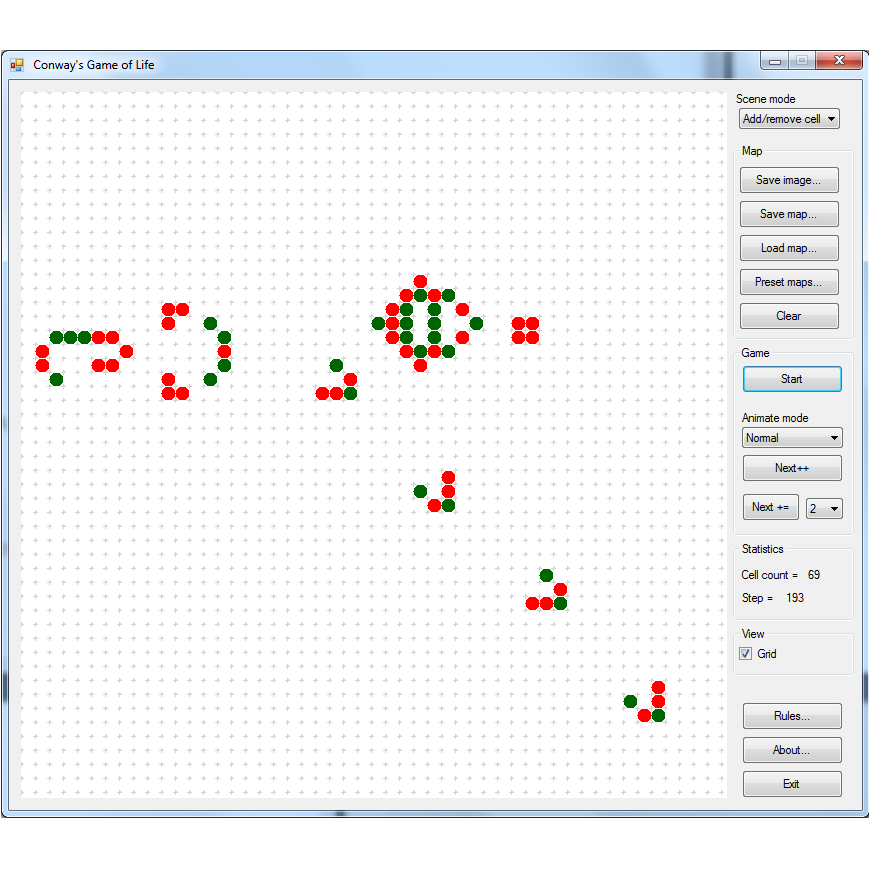 Conway's Game of Life
Scene mode
Add/remove cell
Map
Save image...
Save map...
Load map...
Preset maps...
Clear
Game
Start
Animate mode
Normal
Next++
Next += 2
Statistics
Cell count = 69
Step = 193
View
Grid
Rules...
About...
Exit